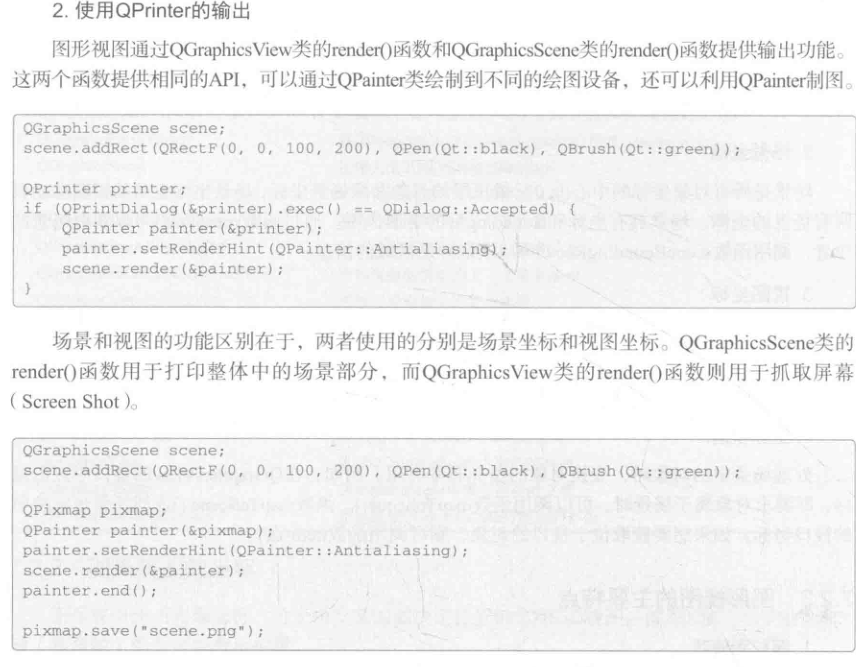 2. 使用QPrinter的输出
图形视图通过QGraphicsView类的render()函数和QGraphicsScene类的render()函数提供输出功能。
这两个函数提供相同的API，可以通过QPainter类绘制到不同的绘图设备，还可以利用QPainter制图。
QGraphicsScene scene;
scene.addRect(QRectF(0, 0, 100, 200), QPen(Qt::black), QBrush(Qt::green));
QPrinter printer;
if (QPrintDialog(&printer).exec() == QDialog::Accepted) {
    QPainter painter(&printer);
    painter.setRenderHint(QPainter::Antialiasing);
    scene.render(&painter);
}
场景和视图的功能区别在于，两者使用的分别是场景坐标和视图坐标。QGraphicsScene类的
render()函数用于打印整体中的场景部分，而QGraphicsView类的render()函数则用于抓取屏幕
（Screen Shot）。
QGraphicsScene scene;
scene.addRect(QRectF(0, 0, 100, 200), QPen(Qt::black), QBrush(Qt::green));
QPixmap pixmap;
QPainter painter(&pixmap);
painter.setRenderHint(QPainter::Antialiasing);
scene.render(&painter);
painter.end();
pixmap.save("scene.png");